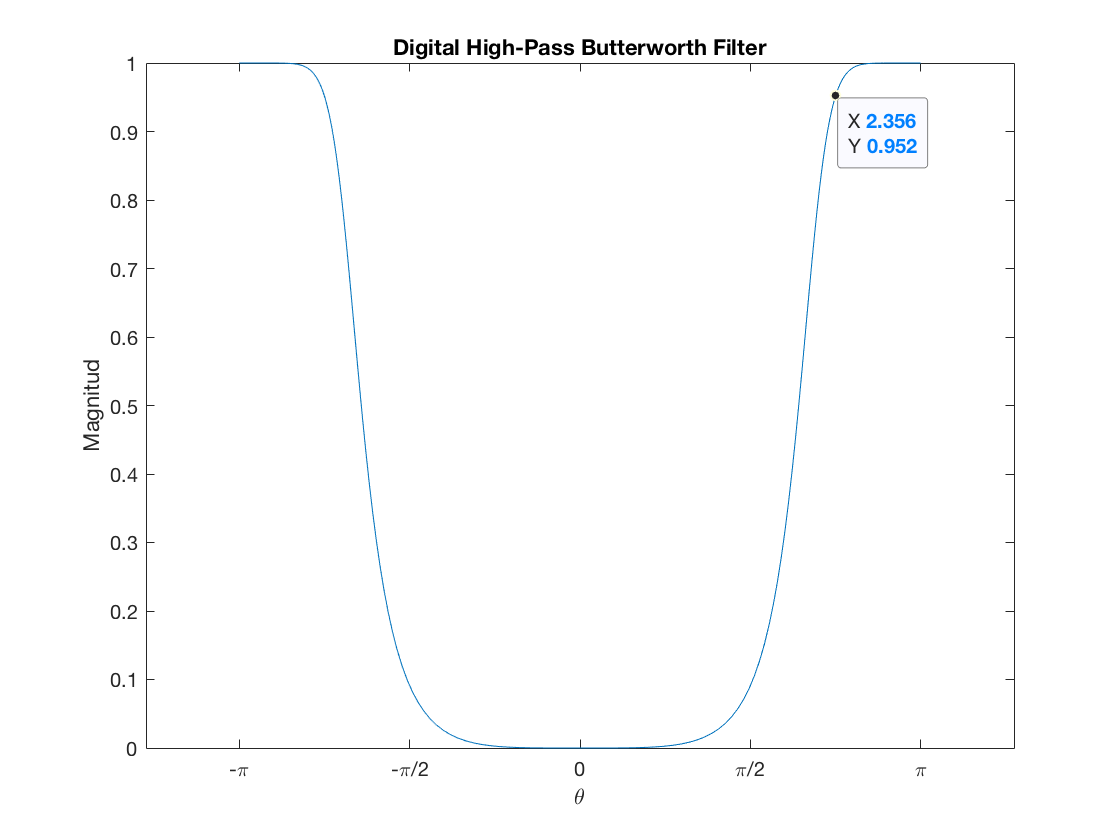 Digital High-Pass Butterworth Filter
1
0.9
0.8
0.7
0.6
0.5
0.4
0.3
0.2
0.1
0
Magnitud
X 2.356
Y 0.952
-π
-π/2
0
π/2
π
θ